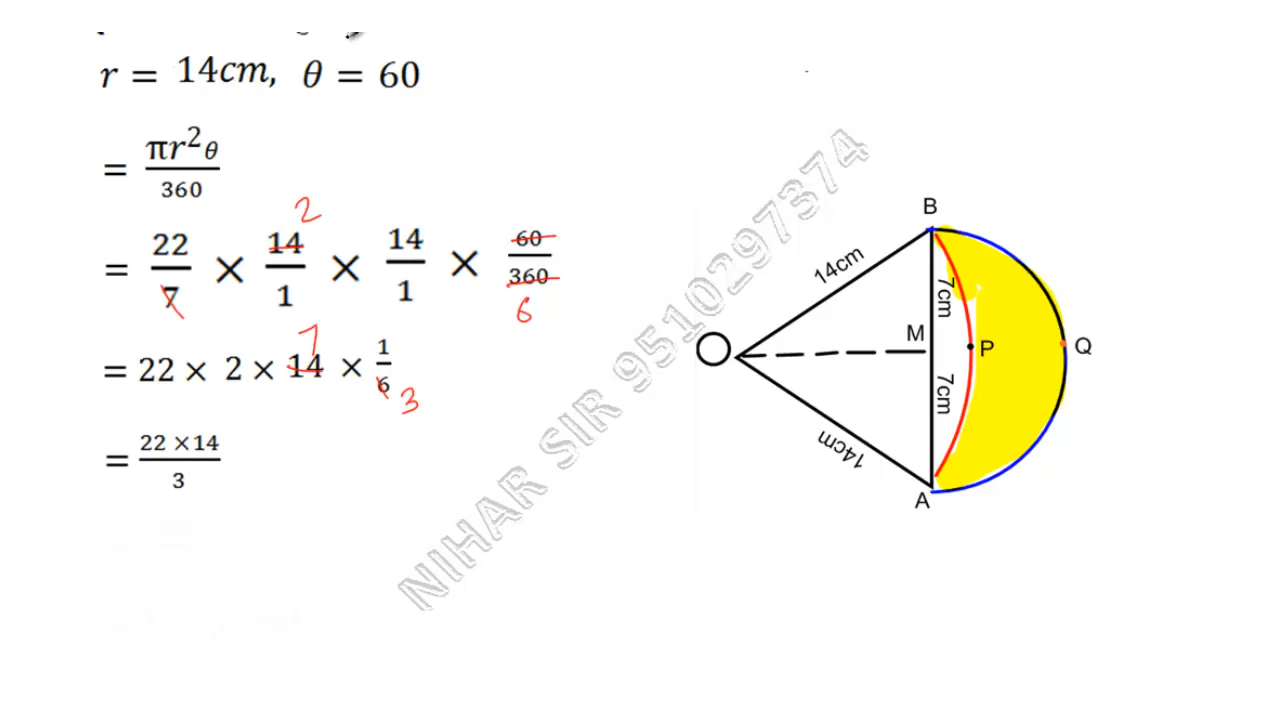 r = 14cm, θ = 60
= πr²θ / 360
2
= 22/7 × 14/1 × 14/1 × 60/360
6
7
= 22 × 2 × 14 × 1/6
3
= 22 ×14 / 3
B
14cm
7cm
M
O
P
Q
7cm
14cm
A
NIHAR SIR 9510297374